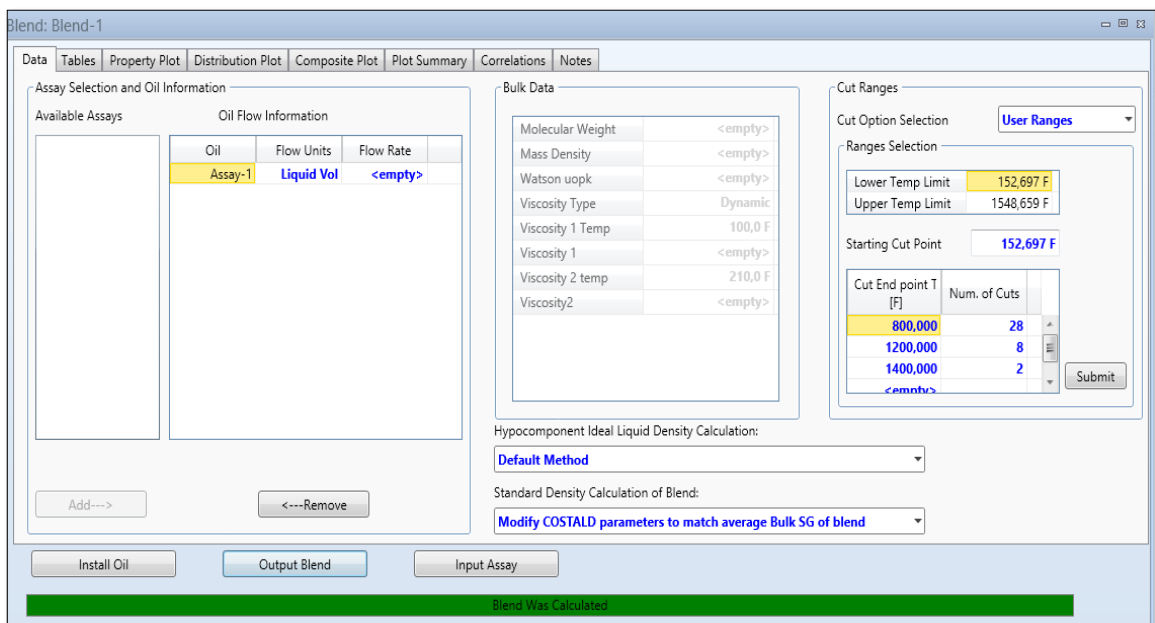 Blend: Blend-1
Data Tables Property Plot Distribution Plot Composite Plot Plot Summary Correlations Notes
Assay Selection and Oil Information
Available Assays Oil Flow Information
Oil Flow Units Flow Rate
Assay-1 Liquid Vol <empty>
Add---> <---Remove
Bulk Data
Molecular Weight <empty>
Mass Density <empty>
Watson uopk <empty>
Viscosity Type Dynamic
Viscosity 1 Temp 100,0 F
Viscosity 1 <empty>
Viscosity 2 temp 210,0 F
Viscosity2 <empty>
Hypocomponent Ideal Liquid Density Calculation:
Default Method
Standard Density Calculation of Blend:
Modify COSTALD parameters to match average Bulk SG of blend
Cut Ranges
Cut Option Selection User Ranges
Ranges Selection
Lower Temp Limit 152,697 F
Upper Temp Limit 1548,659 F
Starting Cut Point 152,697 F
Cut End point T Num. of Cuts
[F]
800,000 28
1200,000 8
1400,000 2
<empty>
Submit
Install Oil Output Blend Input Assay
Blend Was Calculated